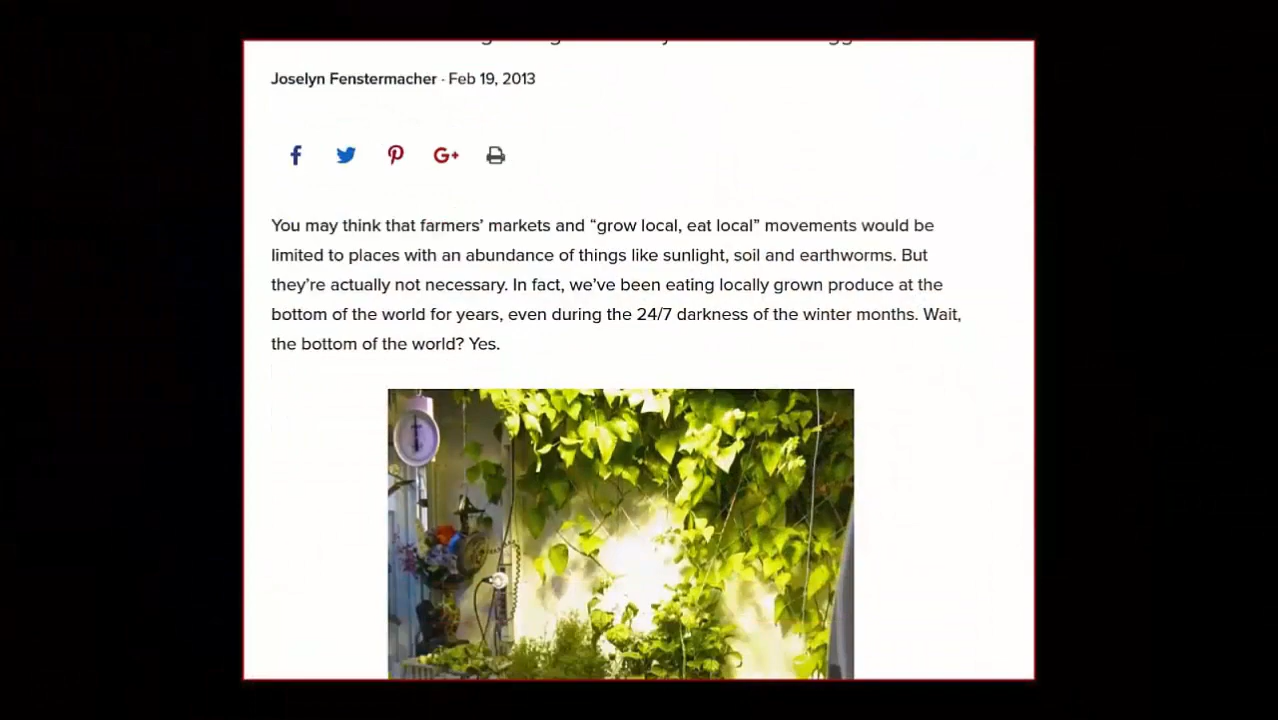 Joselyn Fenstermacher · Feb 19, 2013
You may think that farmers’ markets and “grow local, eat local” movements would be
limited to places with an abundance of things like sunlight, soil and earthworms. But
they’re actually not necessary. In fact, we’ve been eating locally grown produce at the
bottom of the world for years, even during the 24/7 darkness of the winter months. Wait,
the bottom of the world? Yes.